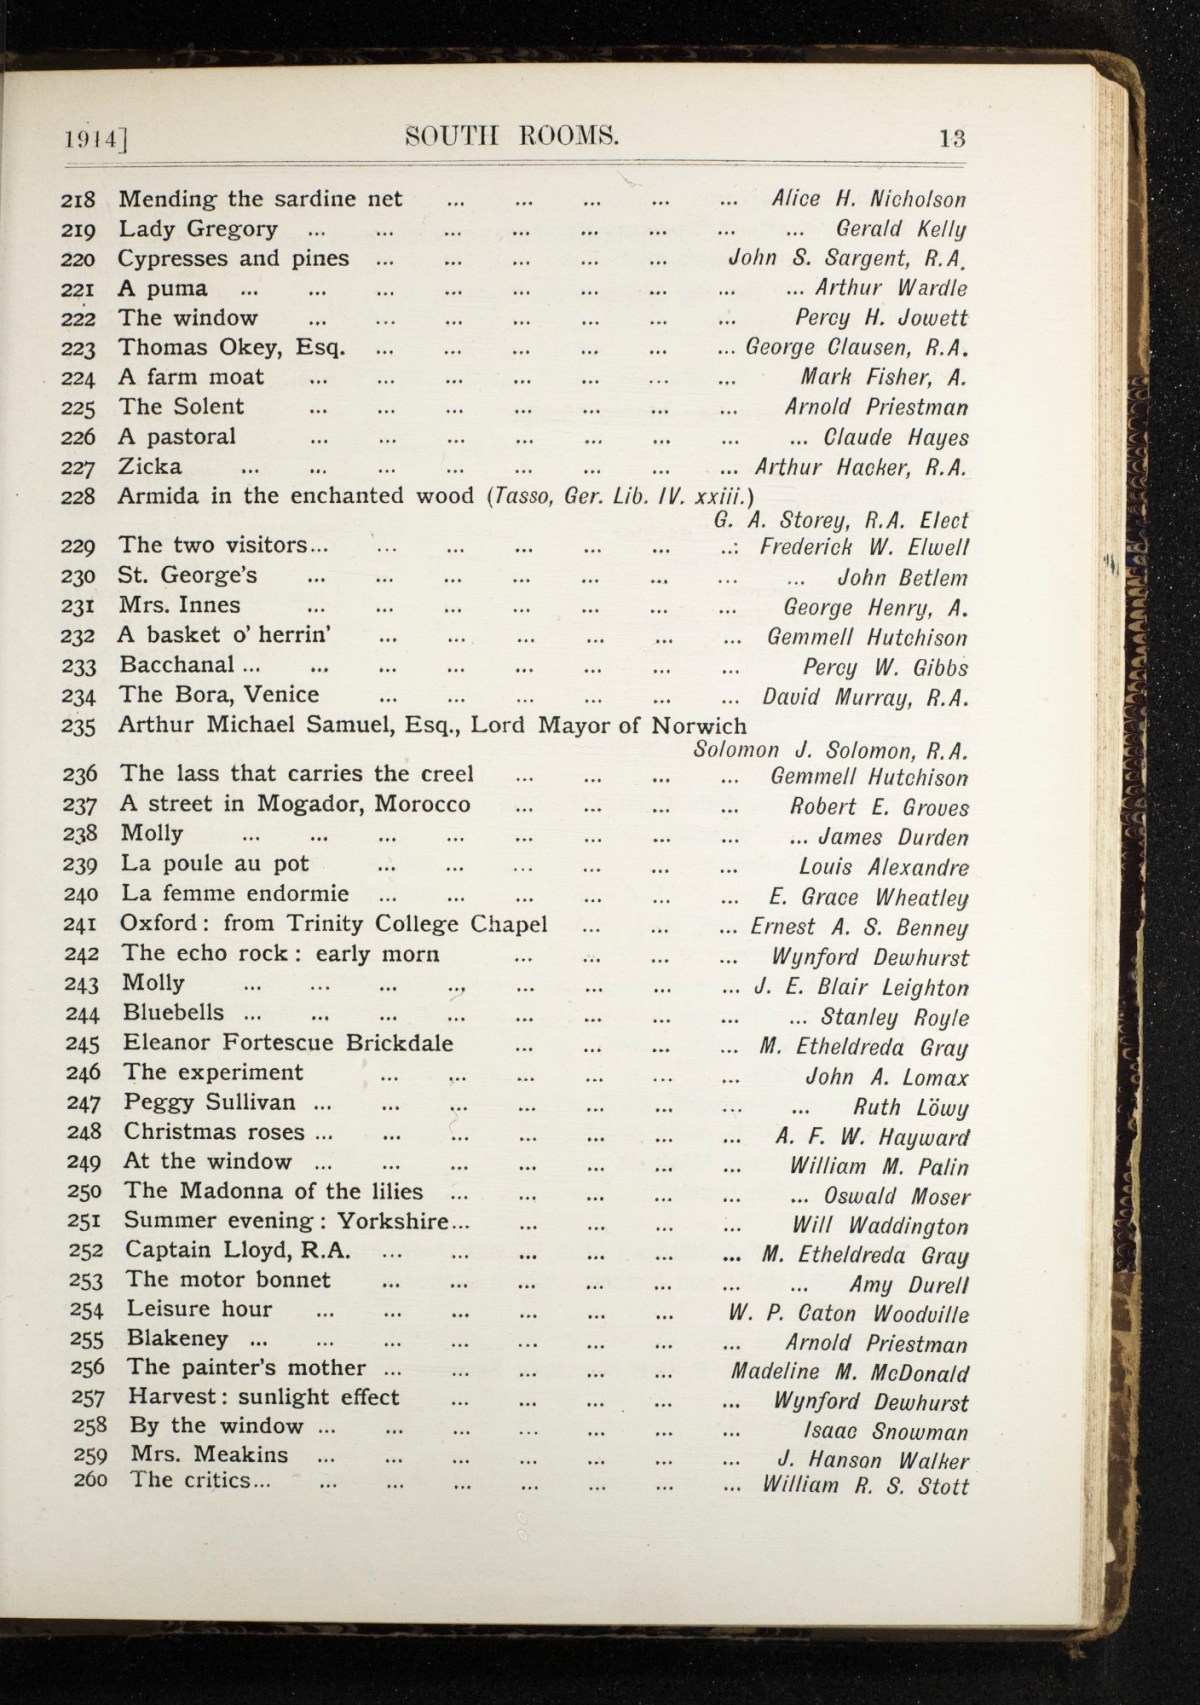 1914] SOUTH ROOMS. 13
218 Mending the sardine net ... ... ... ... ... Alice H. Nicholson
219 Lady Gregory ... ... ... ... ... ... ... ... Gerald Kelly
220 Cypresses and pines ... ... ... ... ... John S. Sargent, R.A.
221 A puma ... ... ... ... ... ... ... ... ... Arthur Wardle
222 The window ... ... ... ... ... ... ... Percy H. Jowett
223 Thomas Okey, Esq. ... ... ... ... ... ... George Clausen, R.A.
224 A farm moat ... ... ... ... ... ... ... Mark Fisher, A.
225 The Solent ... ... ... ... ... ... ... Arnold Priestman
226 A pastoral ... ... ... ... ... ... ... ... Claude Hayes
227 Zicka ... ... ... ... ... ... ... ... Arthur Hacker, R.A.
228 Armida in the enchanted wood (Tasso, Ger. Lib. IV. xxiii.)
G. A. Storey, R.A. Elect
229 The two visitors... ... ... ... ... ... ..: Frederick W. Elwell
230 St. George's ... ... ... ... ... ... ... ... John Betlem
231 Mrs. Innes ... ... ... ... ... ... ... George Henry, A.
232 A basket o' herrin' ... ... ... ... ... ... Gemmell Hutchison
233 Bacchanal ... ... ... ... ... ... ... ... Percy W. Gibbs
234 The Bora, Venice ... ... ... ... ... ... David Murray, R.A.
235 Arthur Michael Samuel, Esq., Lord Mayor of Norwich
Solomon J. Solomon, R.A.
236 The lass that carries the creel ... ... ... ... Gemmell Hutchison
237 A street in Mogador, Morocco ... ... ... ... Robert E. Groves
238 Molly ... ... ... ... ... ... ... ... ... James Durden
239 La poule au pot ... ... ... ... ... ... Louis Alexandre
240 La femme endormie ... ... ... ... ... ... E. Grace Wheatley
241 Oxford: from Trinity College Chapel ... ... ... Ernest A. S. Benney
242 The echo rock: early morn ... ... ... ... Wynford Dewhurst
243 Molly ... ... ... ... ... ... ... ... J. E. Blair Leighton
244 Bluebells ... ... ... ... ... ... ... ... ... Stanley Royle
245 Eleanor Fortescue Brickdale ... ... ... ... M. Etheldreda Gray
246 The experiment ... ... ... ... ... ... John A. Lomax
247 Peggy Sullivan ... ... ... ... ... ... ... ... Ruth Löwy
248 Christmas roses ... ... ... ... ... ... ... A. F. W. Hayward
249 At the window ... ... ... ... ... ... ... William M. Palin
250 The Madonna of the lilies ... ... ... ... ... ... Oswald Moser
251 Summer evening: Yorkshire... ... ... ... ... Will Waddington
252 Captain Lloyd, R.A. ... ... ... ... ... ... M. Etheldreda Gray
253 The motor bonnet ... ... ... ... ... ... ... Amy Durell
254 Leisure hour ... ... ... ... ... ... W. P. Caton Woodville
255 Blakeney ... ... ... ... ... ... ... ... Arnold Priestman
256 The painter's mother ... ... ... ... ... Madeline M. McDonald
257 Harvest: sunlight effect ... ... ... ... ... Wynford Dewhurst
258 By the window ... ... ... ... ... ... ... Isaac Snowman
259 Mrs. Meakins ... ... ... ... ... ... ... J. Hanson Walker
260 The critics... ... ... ... ... ... ... ... William R. S. Stott